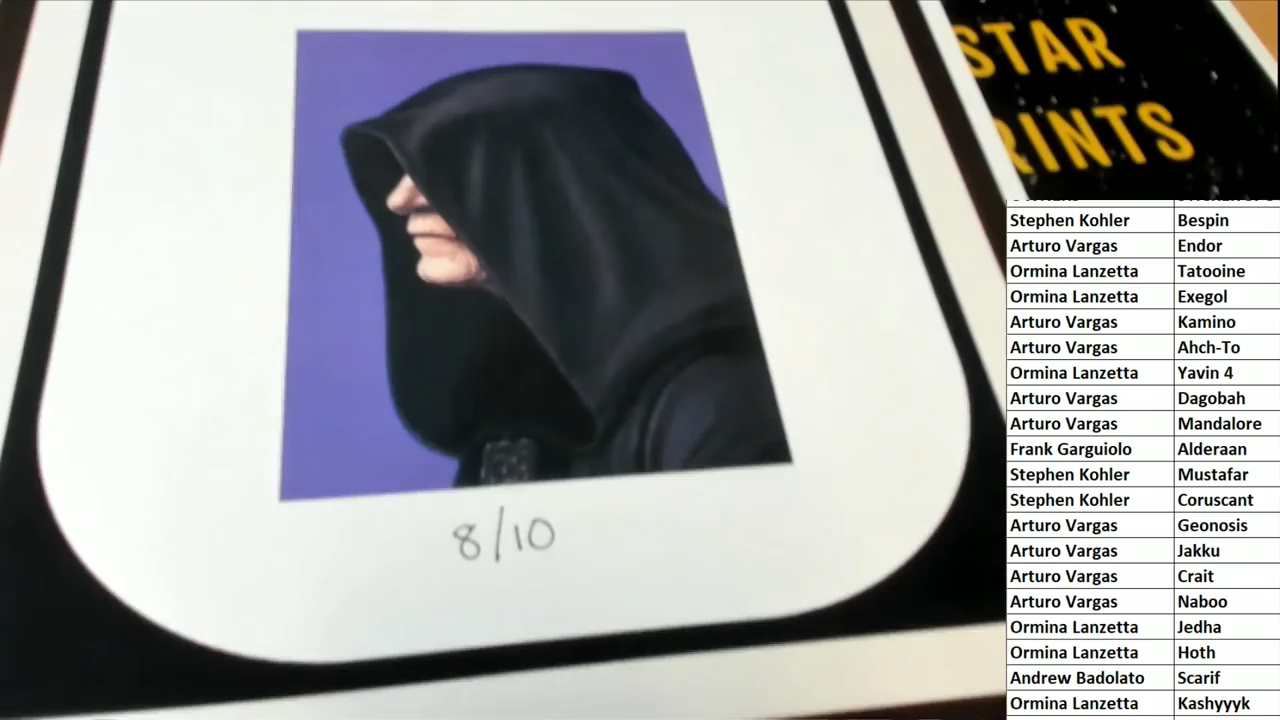 STAR
RINTS
Stephen Kohler Bespin
Arturo Vargas Endor
Ormina Lanzetta Tatooine
Ormina Lanzetta Exegol
Arturo Vargas Kamino
Arturo Vargas Ahch-To
Ormina Lanzetta Yavin 4
Arturo Vargas Dagobah
Arturo Vargas Mandalore
Frank Garguiolo Alderaan
Stephen Kohler Mustafar
Stephen Kohler Coruscant
Arturo Vargas Geonosis
Arturo Vargas Jakku
Arturo Vargas Crait
Arturo Vargas Naboo
Ormina Lanzetta Jedha
Ormina Lanzetta Hoth
Andrew Badolato Scarif
Ormina Lanzetta Kashyyyk
8/10